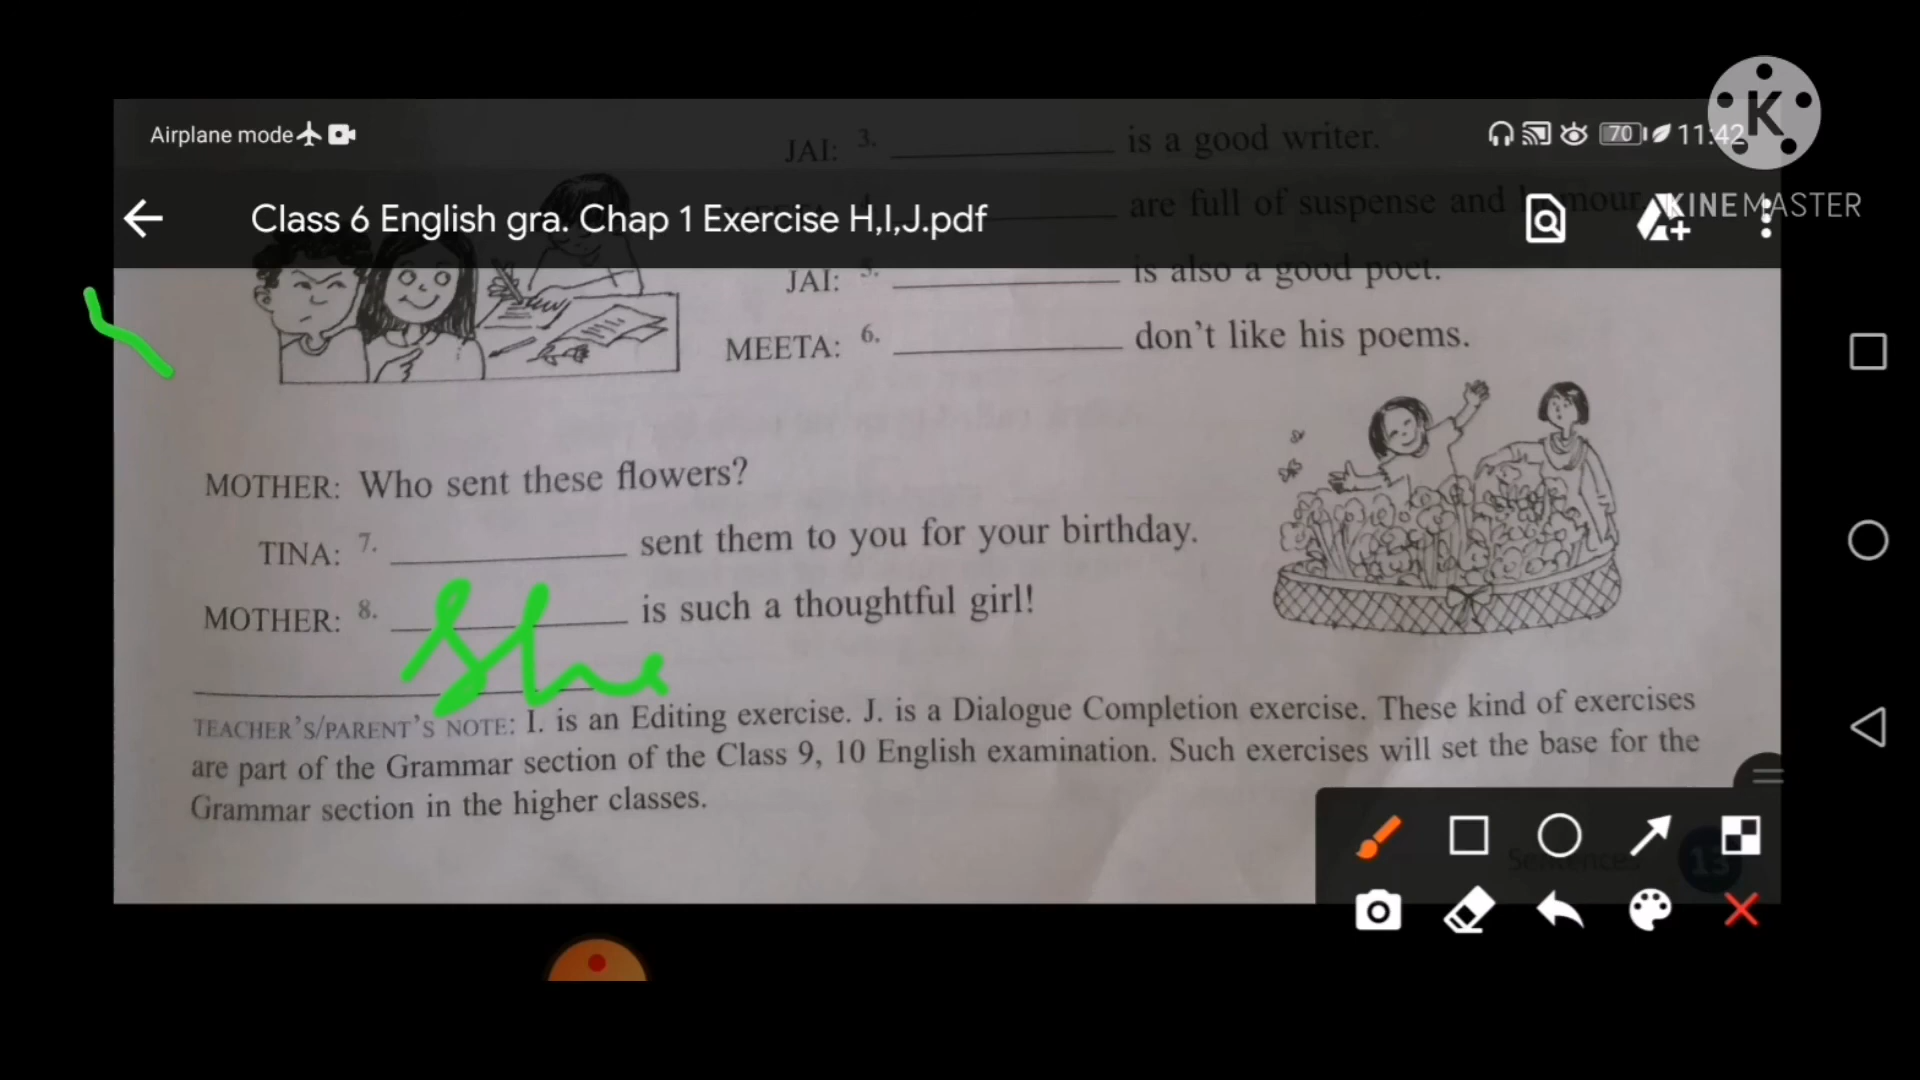 Airplane mode 70 11:42
K
KINEMASTER
Class 6 English gra. Chap 1 Exercise H,I,J.pdf
JAI: 3. is a good writer.
4. are full of suspense and humour
JAI: 5. is also a good poet.
MEETA: 6. don't like his poems.
MOTHER: Who sent these flowers?
TINA: 7. sent them to you for your birthday.
MOTHER: 8. She is such a thoughtful girl!
TEACHER'S/PARENT'S NOTE: I. is an Editing exercise. J. is a Dialogue Completion exercise. These kind of exercises
are part of the Grammar section of the Class 9, 10 English examination. Such exercises will set the base for the
Grammar section in the higher classes.
Sentences 13